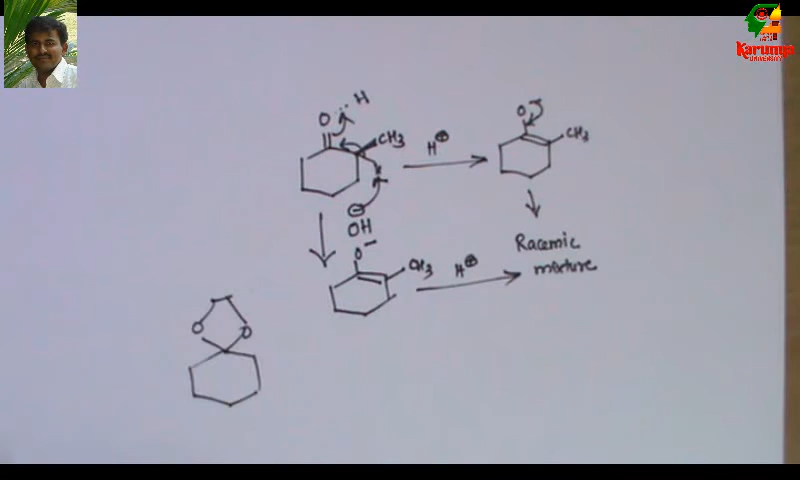 Karunya
UNIVERSITY
O H
CH₃
H⊕
O
CH₃
⊖
OH
O⁻
CH₃
H⊕
Racemic
mixture
O
O